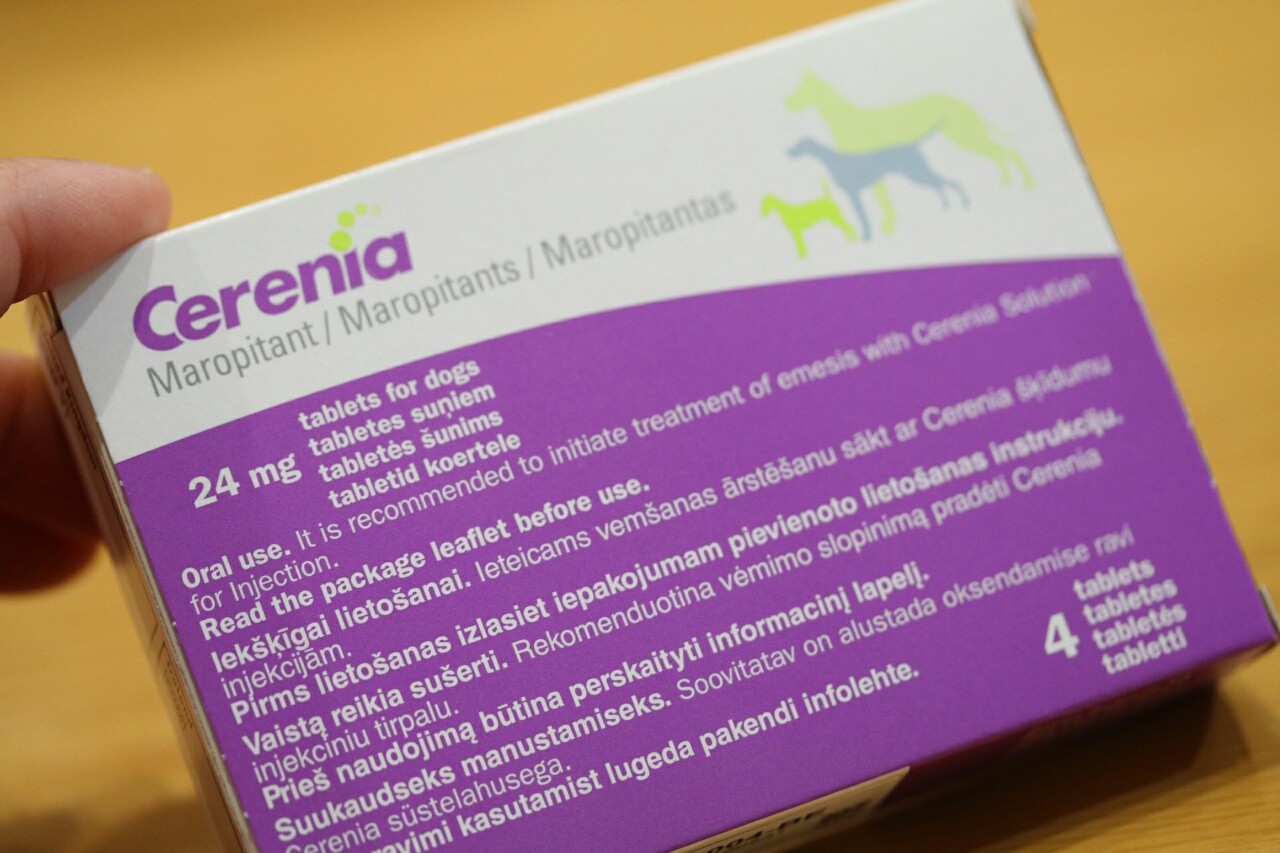 Cerenia
Maropitant / Maropitants / Maropitantas
24 mg
tablets for dogs
tabletes suņiem
tabletės šunims
tabletid koertele
Oral use. It is recommended to initiate treatment of emesis with Cerenia Solution
for Injection.
Read the package leaflet before use.
Iekšķīgai lietošanai. Ieteicams vemšanas ārstēšanu sākt ar Cerenia šķīdumu
injekcijām.
Pirms lietošanas izlasiet iepakojumam pievienoto lietošanas instrukciju.
Vaistą reikia sušerti. Rekomenduotina vėmimo slopinimą pradėti Cerenia
injekciniu tirpalu.
Prieš naudojimą būtina perskaityti informacinį lapelį.
Suukaudseks manustamiseks. Soovitatav on alustada oksendamise ravi
Cerenia süstelahusega.
kasutamist lugeda pakendi infolehte.
4
tablets
tabletes
tabletės
tabletti